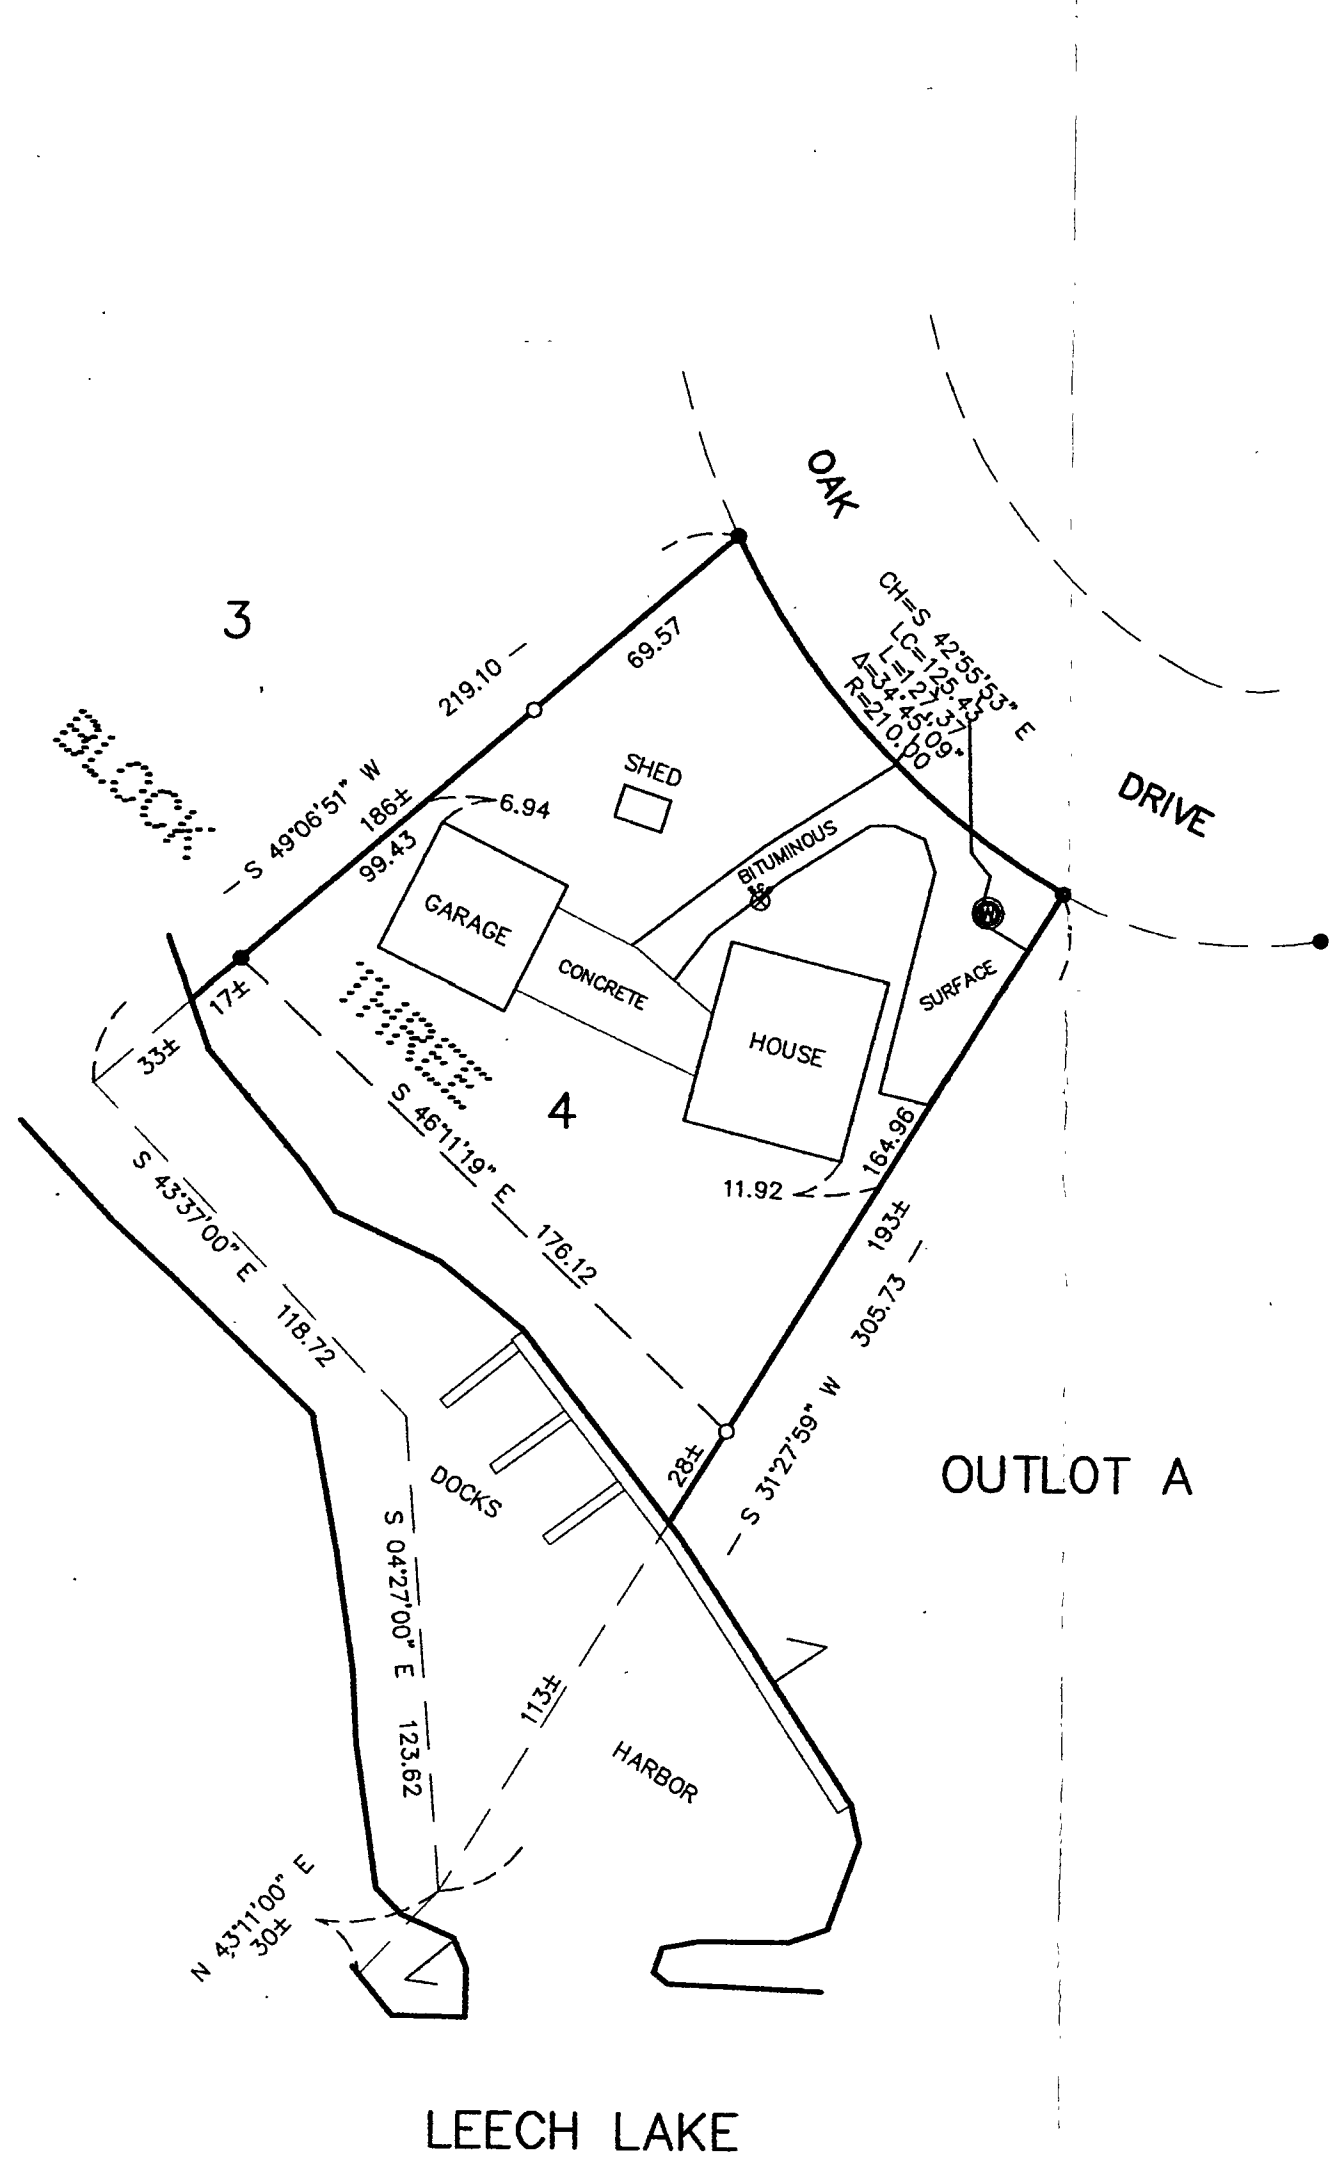 OAK
DRIVE
CH=S 42°55'53" E
LC=125.43
L=127.37
Δ=34°45'09"
R=210.00
3
BLOCK
THREE
219.10
69.57
S 49°06'51" W
186±
99.43
6.94
SHED
BITUMINOUS
GARAGE
CONCRETE
HOUSE
SURFACE
17±
33±
4
S 46°11'19" E 176.12
S 43°37'00" E 118.72
11.92
164.96
193±
S 31°27'59" W 305.73
28±
OUTLOT A
DOCKS
S 04°27'00" E 123.62
113±
HARBOR
N 43°11'00" E
30±
LEECH LAKE